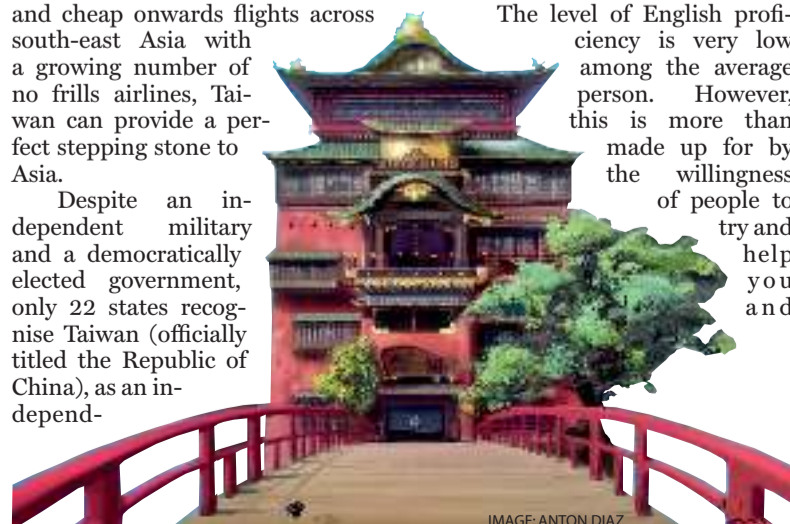 and cheap onwards flights across
south-east Asia with
a growing number of
no frills airlines, Tai-
wan can provide a per-
fect stepping stone to
Asia.
Despite an in-
dependent military
and a democratically
elected government,
only 22 states recog-
nise Taiwan (officially
titled the Republic of
China), as an in-
depend-
The level of English profi-
ciency is very low
among the average
person. However,
this is more than
made up for by
the willingness
of people to
try and
help
you
and
IMAGE: ANTON DIAZ